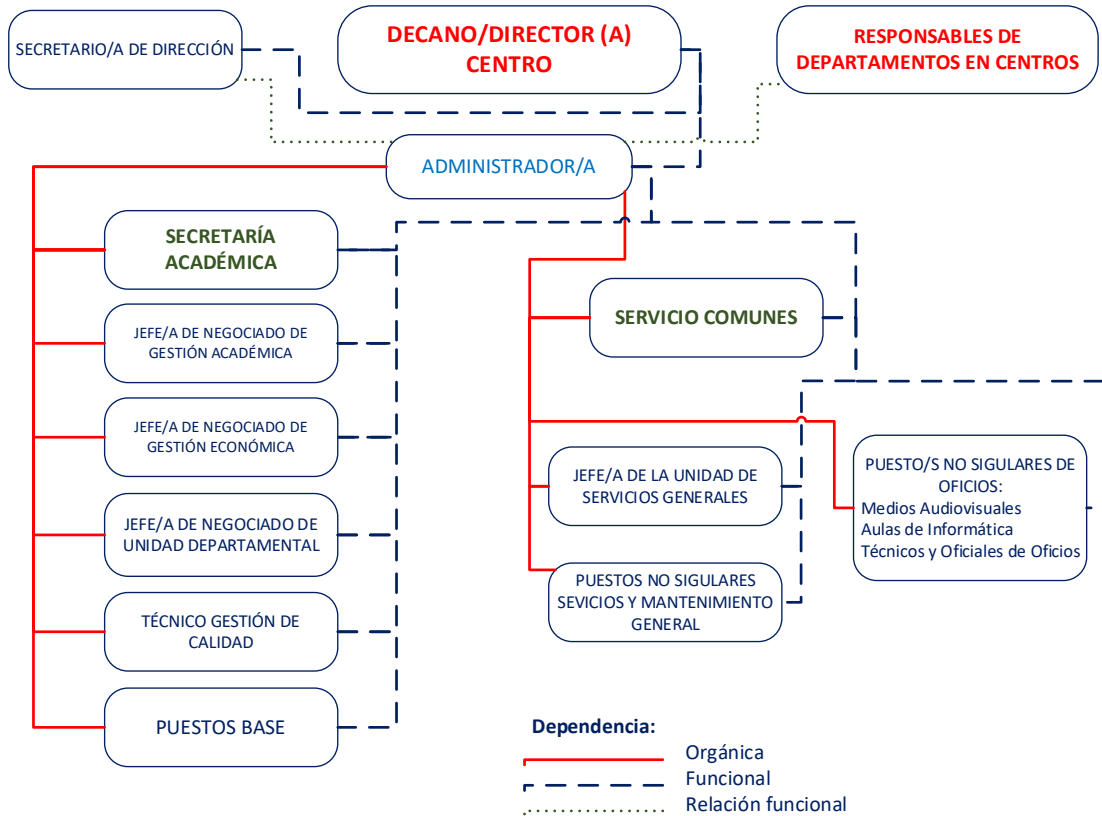 SECRETARIO/A DE DIRECCIÓN
DECANO/DIRECTOR (A)
CENTRO
RESPONSABLES DE
DEPARTAMENTOS EN CENTROS
ADMINISTRADOR/A
SECRETARÍA
ACADÉMICA
JEFE/A DE NEGOCIADO DE
GESTIÓN ACADÉMICA
JEFE/A DE NEGOCIADO DE
GESTIÓN ECONÓMICA
JEFE/A DE NEGOCIADO DE
UNIDAD DEPARTAMENTAL
TÉCNICO GESTIÓN DE
CALIDAD
PUESTOS BASE
SERVICIO COMUNES
JEFE/A DE LA UNIDAD DE
SERVICIOS GENERALES
PUESTOS NO SIGULARES
SEVICIOS Y MANTENIMIENTO
GENERAL
PUESTO/S NO SIGULARES DE
OFICIOS:
Medios Audiovisuales
Aulas de Informática
Técnicos y Oficiales de Oficios
Dependencia:
Orgánica
Funcional
Relación funcional